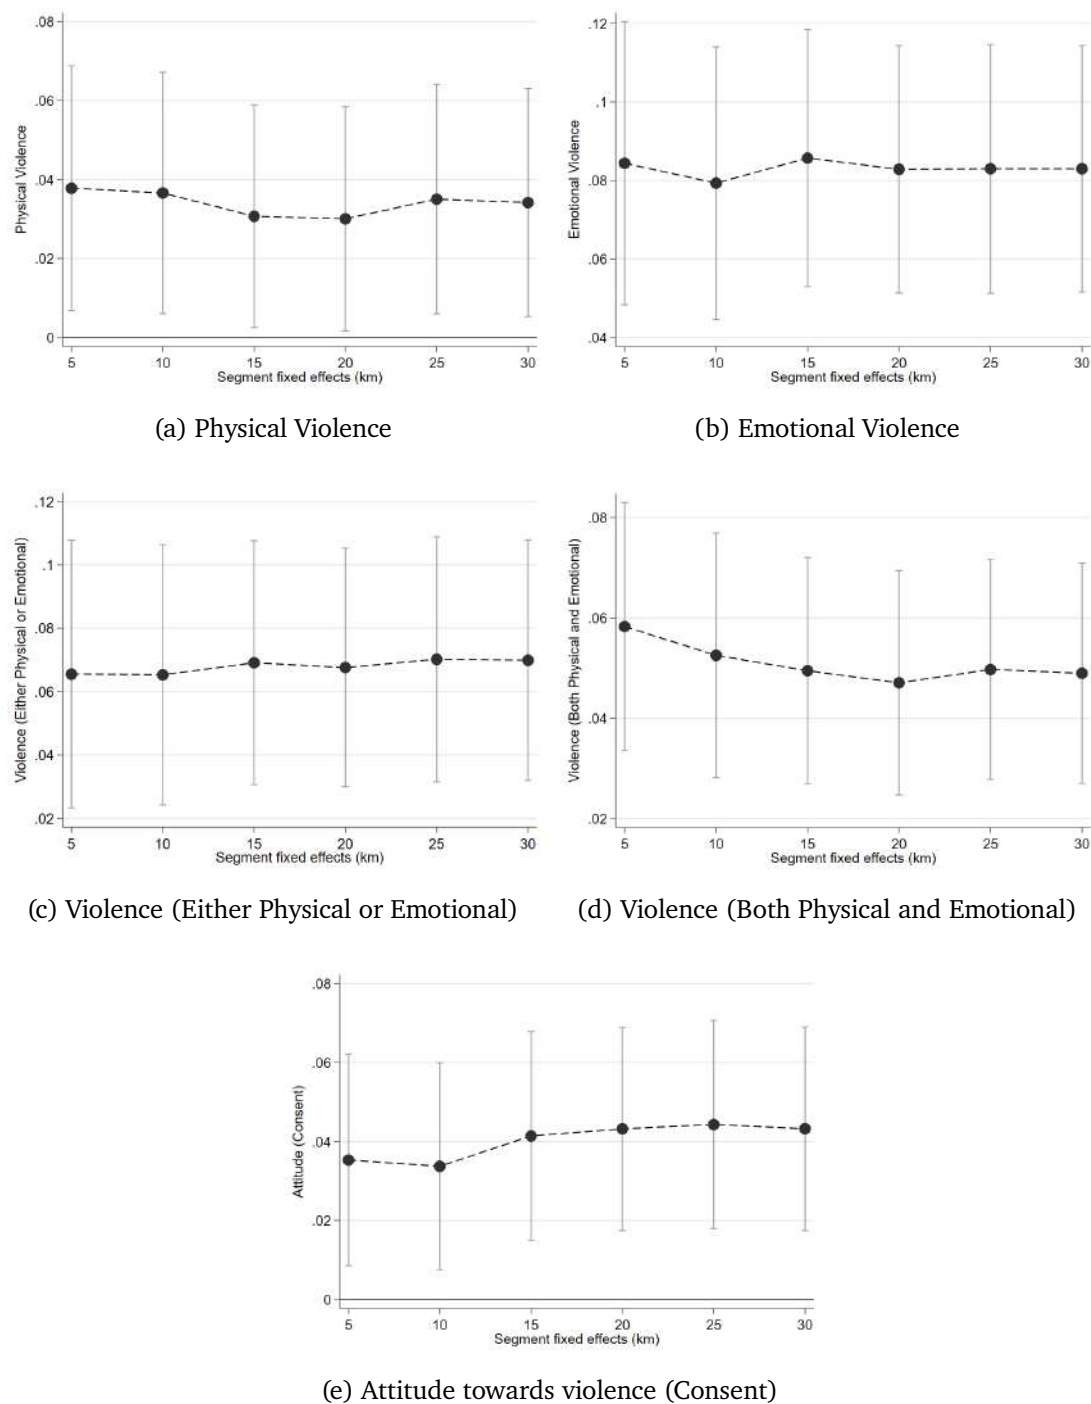 .08
.06
.04
.02
0
Physical Violence
5 10 15 20 25 30
Segment fixed effects (km)
(a) Physical Violence
.12
.1
.08
.06
.04
Emotional Violence
5 10 15 20 25 30
Segment fixed effects (km)
(b) Emotional Violence
.12
.1
.08
.06
.04
.02
Violence (Either Physical or Emotional)
5 10 15 20 25 30
Segment fixed effects (km)
(c) Violence (Either Physical or Emotional)
.08
.06
.04
.02
Violence (Both Physical and Emotional)
5 10 15 20 25 30
Segment fixed effects (km)
(d) Violence (Both Physical and Emotional)
.08
.06
.04
.02
0
Attitude (Consent)
5 10 15 20 25 30
Segment fixed effects (km)
(e) Attitude towards violence (Consent)